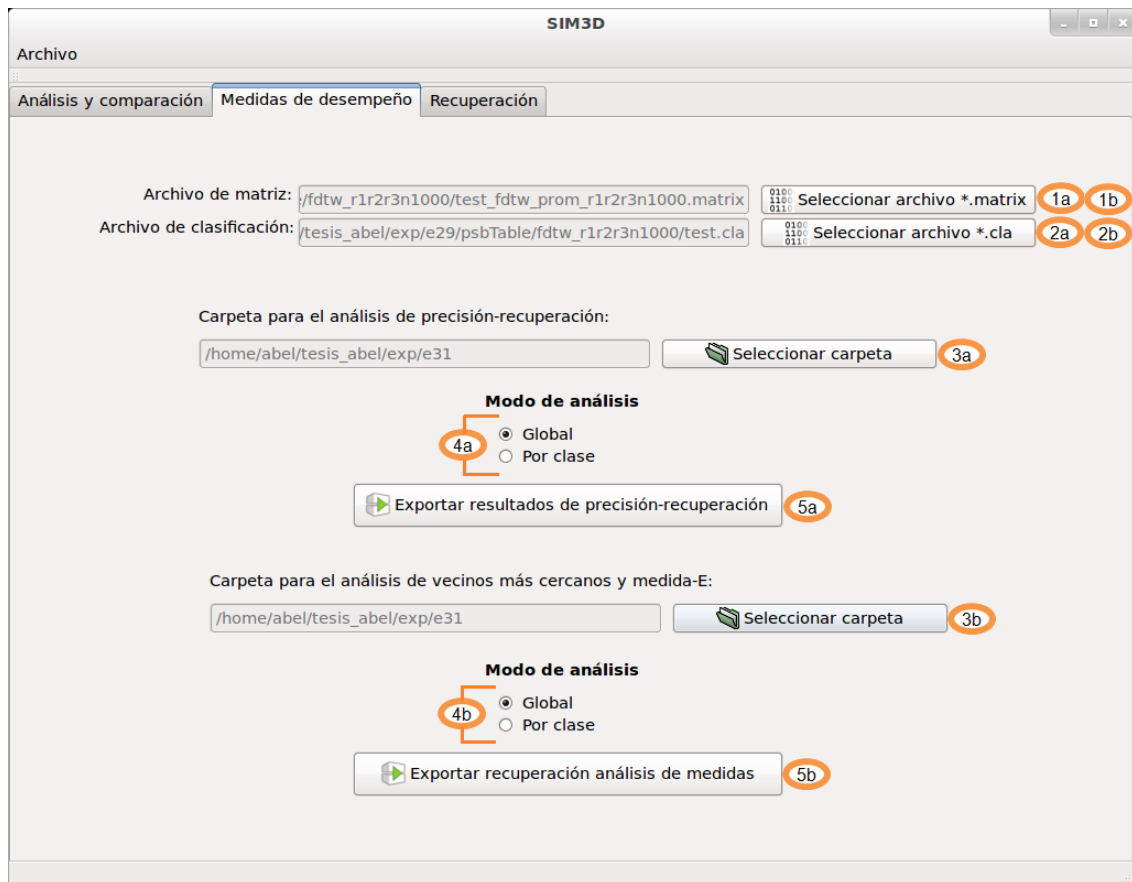 SIM3D
Archivo
Análisis y comparación Medidas de desempeño Recuperación
Archivo de matriz: /fdtw_r1r2r3n1000/test_fdtw_prom_r1r2r3n1000.matrix Seleccionar archivo *.matrix 1a 1b
Archivo de clasificación: /tesis_abel/exp/e29/psbTable/fdtw_r1r2r3n1000/test.cla Seleccionar archivo *.cla 2a 2b
Carpeta para el análisis de precisión-recuperación:
/home/abel/tesis_abel/exp/e31 Seleccionar carpeta 3a
Modo de análisis
4a Global
Por clase
Exportar resultados de precisión-recuperación 5a
Carpeta para el análisis de vecinos más cercanos y medida-E:
/home/abel/tesis_abel/exp/e31 Seleccionar carpeta 3b
Modo de análisis
4b Global
Por clase
Exportar recuperación análisis de medidas 5b